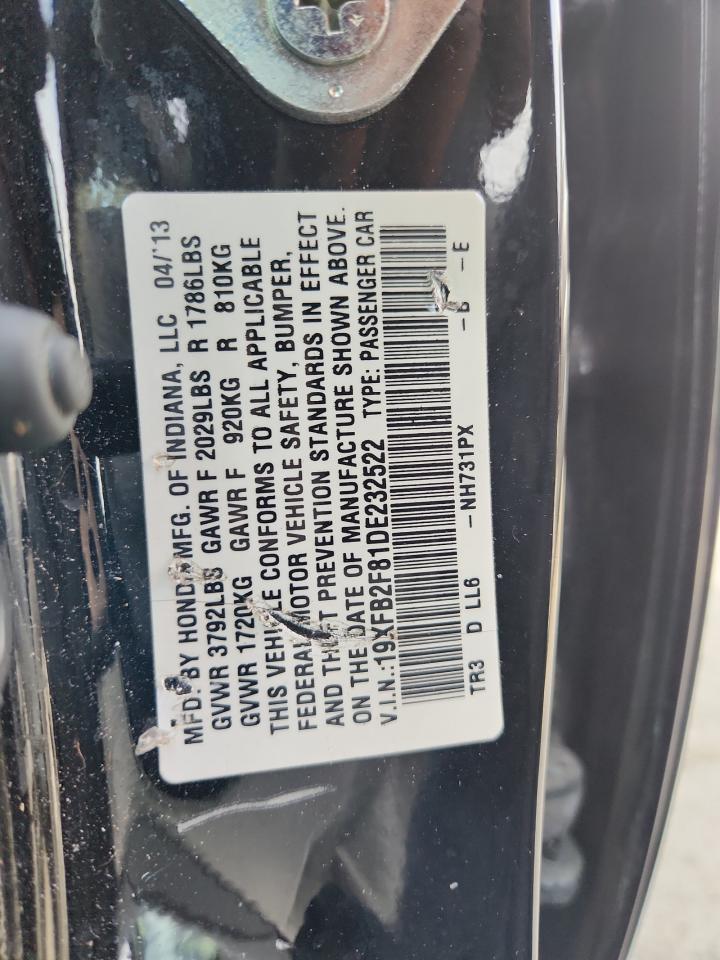 MFD. BY HONDA MFG. OF INDIANA, LLC 04/'13
GVWR 3792LBS GAWR F 2029LBS R 1786LBS
GVWR 1720KG GAWR F 920KG R 810KG
THIS VEHICLE CONFORMS TO ALL APPLICABLE
FEDERAL MOTOR VEHICLE SAFETY, BUMPER,
AND THEFT PREVENTION STANDARDS IN EFFECT
ON THE DATE OF MANUFACTURE SHOWN ABOVE.
V.I.N.:19XFB2F81DE232522 TYPE: PASSENGER CAR
TR3 D LL6 -NH731PX -B -E